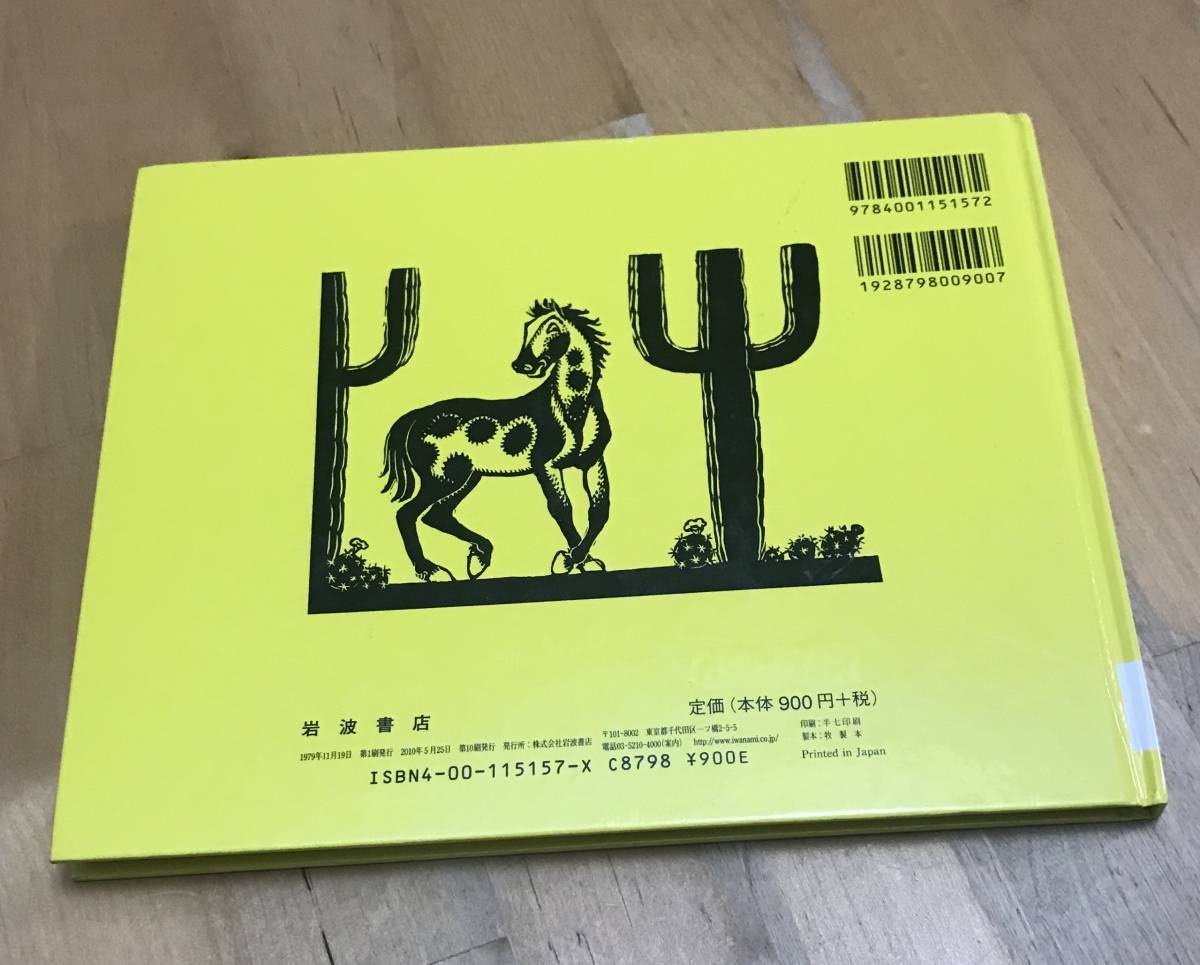 9784001151572
1928798009007
岩波書店
定価(本体900円+税)
1979年11月19日 第1刷発行 2010年5月25日 第10刷発行 発行所:株式会社岩波書店
〒101-8002 東京都千代田区一ツ橋2-5-5
電話03-5210-4000(案内) http://www.iwanami.co.jp/
印刷:半七印刷
製本:牧製本
Printed in Japan
ISBN4-00-115157-X C8798 ¥900E